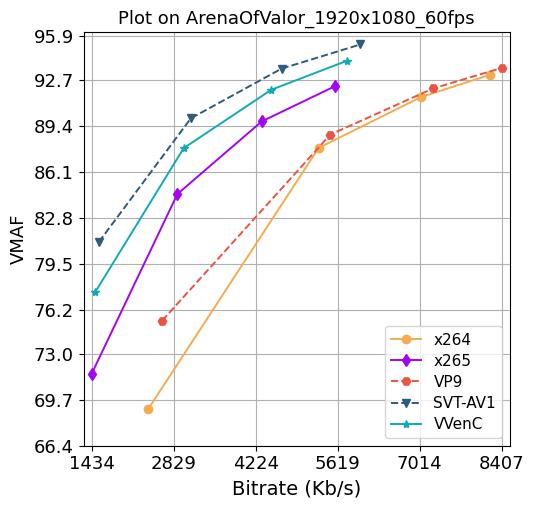 Plot on ArenaOfValor_1920x1080_60fps
95.9
92.7
89.4
86.1
82.8
79.5
76.2
73.0
69.7
66.4
VMAF
x264
x265
VP9
SVT-AV1
VVenC
1434 2829 4224 5619 7014 8407
Bitrate (Kb/s)